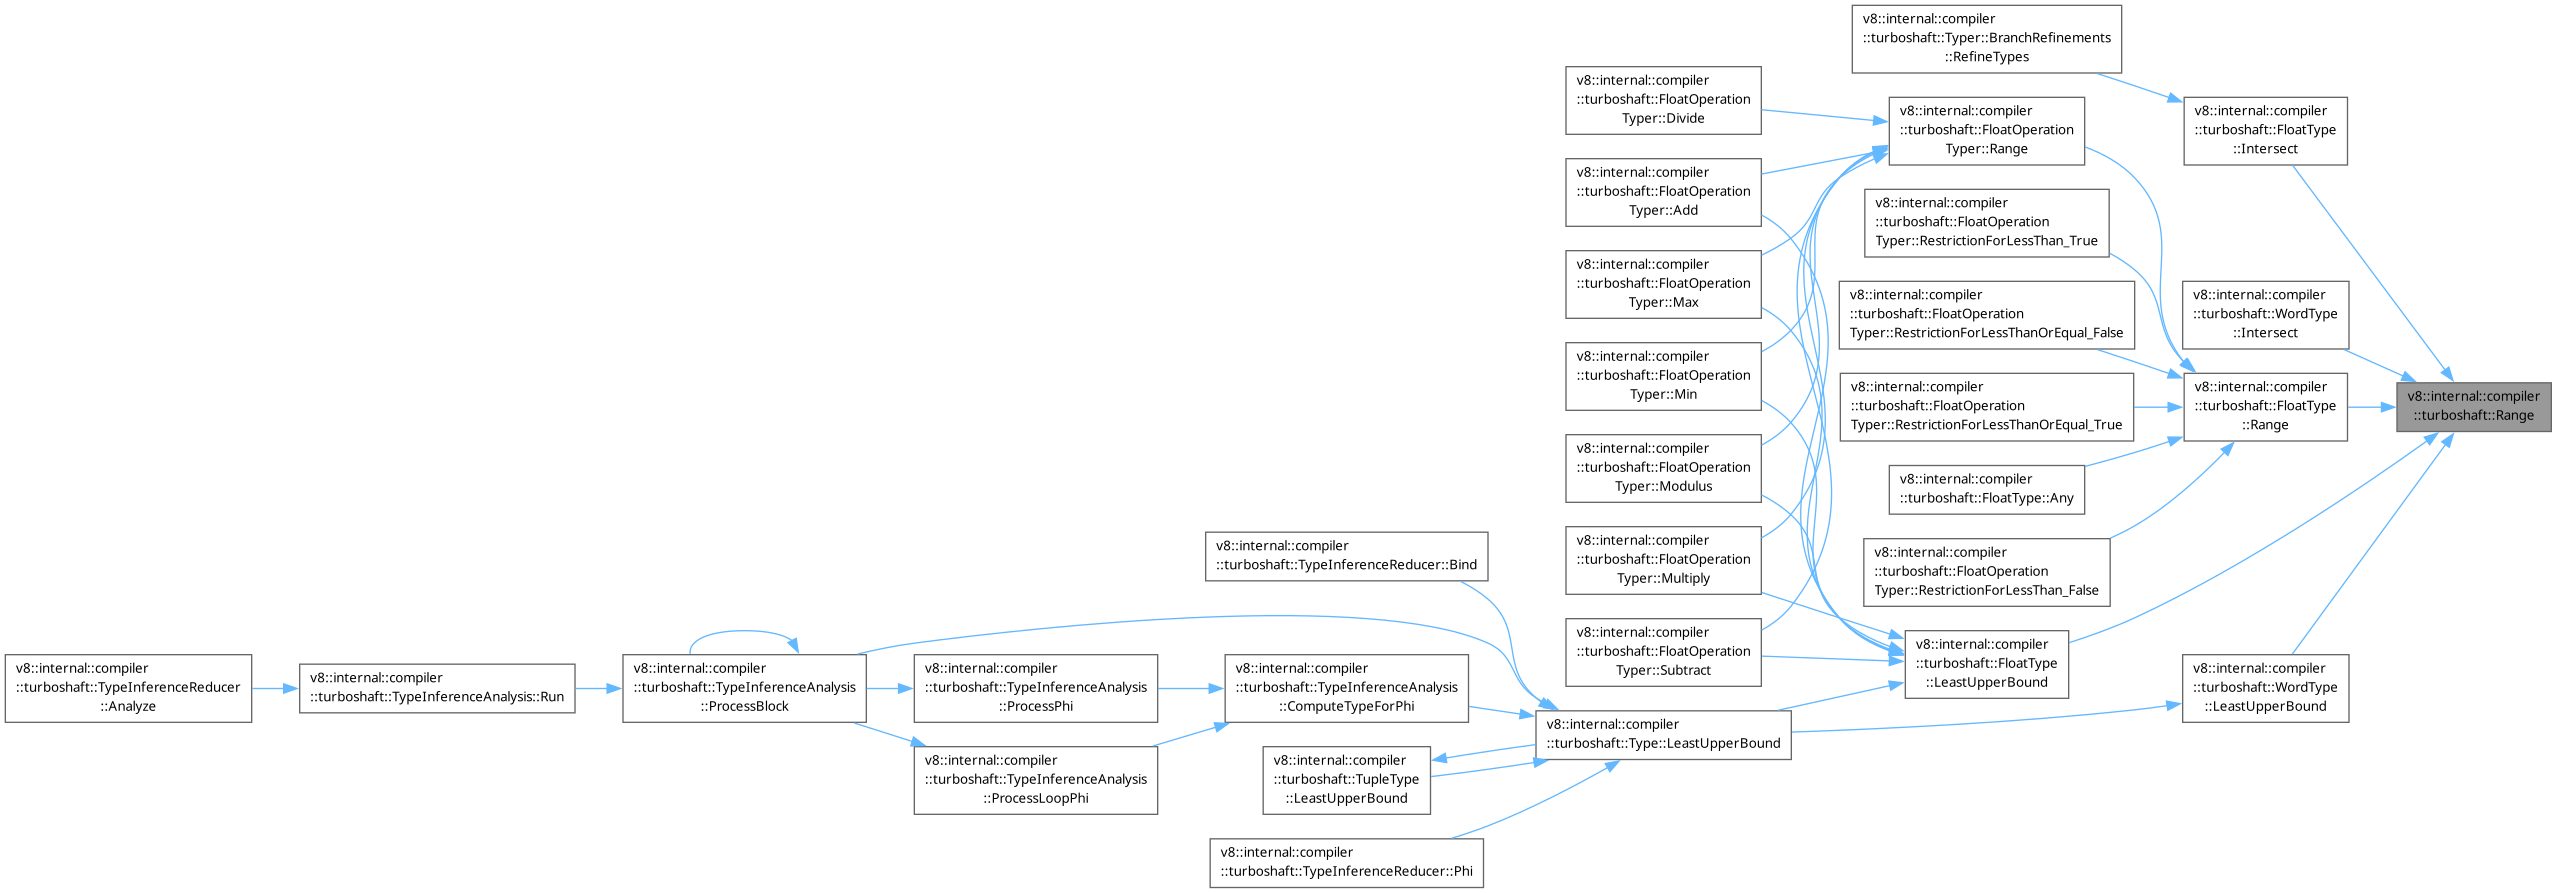 v8::internal::compiler
::turboshaft::Typer::BranchRefinements
::RefineTypes
v8::internal::compiler
::turboshaft::FloatOperation
Typer::Divide
v8::internal::compiler
::turboshaft::FloatOperation
Typer::Range
v8::internal::compiler
::turboshaft::FloatType
::Intersect
v8::internal::compiler
::turboshaft::FloatOperation
Typer::Add
v8::internal::compiler
::turboshaft::FloatOperation
Typer::RestrictionForLessThan_True
v8::internal::compiler
::turboshaft::FloatOperation
Typer::Max
v8::internal::compiler
::turboshaft::FloatOperation
Typer::RestrictionForLessThanOrEqual_False
v8::internal::compiler
::turboshaft::WordType
::Intersect
v8::internal::compiler
::turboshaft::FloatOperation
Typer::Min
v8::internal::compiler
::turboshaft::FloatOperation
Typer::RestrictionForLessThanOrEqual_True
v8::internal::compiler
::turboshaft::FloatType
::Range
v8::internal::compiler
::turboshaft::Range
v8::internal::compiler
::turboshaft::FloatOperation
Typer::Modulus
v8::internal::compiler
::turboshaft::FloatType::Any
v8::internal::compiler
::turboshaft::TypeInferenceReducer::Bind
v8::internal::compiler
::turboshaft::FloatOperation
Typer::Multiply
v8::internal::compiler
::turboshaft::FloatOperation
Typer::RestrictionForLessThan_False
v8::internal::compiler
::turboshaft::FloatOperation
Typer::Subtract
v8::internal::compiler
::turboshaft::FloatType
::LeastUpperBound
v8::internal::compiler
::turboshaft::WordType
::LeastUpperBound
v8::internal::compiler
::turboshaft::TypeInferenceReducer
::Analyze
v8::internal::compiler
::turboshaft::TypeInferenceAnalysis::Run
v8::internal::compiler
::turboshaft::TypeInferenceAnalysis
::ProcessBlock
v8::internal::compiler
::turboshaft::TypeInferenceAnalysis
::ProcessPhi
v8::internal::compiler
::turboshaft::TypeInferenceAnalysis
::ComputeTypeForPhi
v8::internal::compiler
::turboshaft::Type::LeastUpperBound
v8::internal::compiler
::turboshaft::TypeInferenceAnalysis
::ProcessLoopPhi
v8::internal::compiler
::turboshaft::TupleType
::LeastUpperBound
v8::internal::compiler
::turboshaft::TypeInferenceReducer::Phi